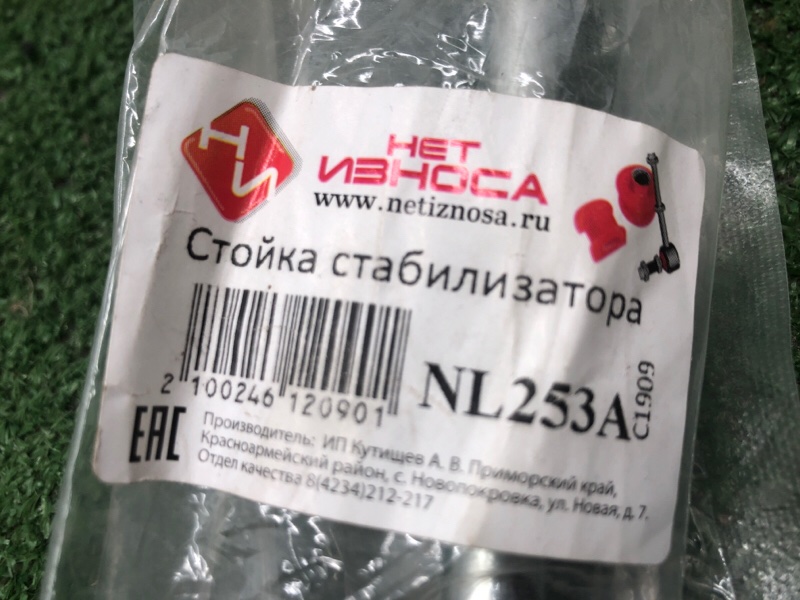 НИ
НЕТ
ИЗНОСА
www.netiznosa.ru
Стойка стабилизатора
2 100246 120901
NL253A
C1909
EAC
Производитель: ИП Кутищев А. В. Приморский край,
Красноармейский район, с. Новопокровка, ул. Новая, д. 7.
Отдел качества 8(4234)212-217